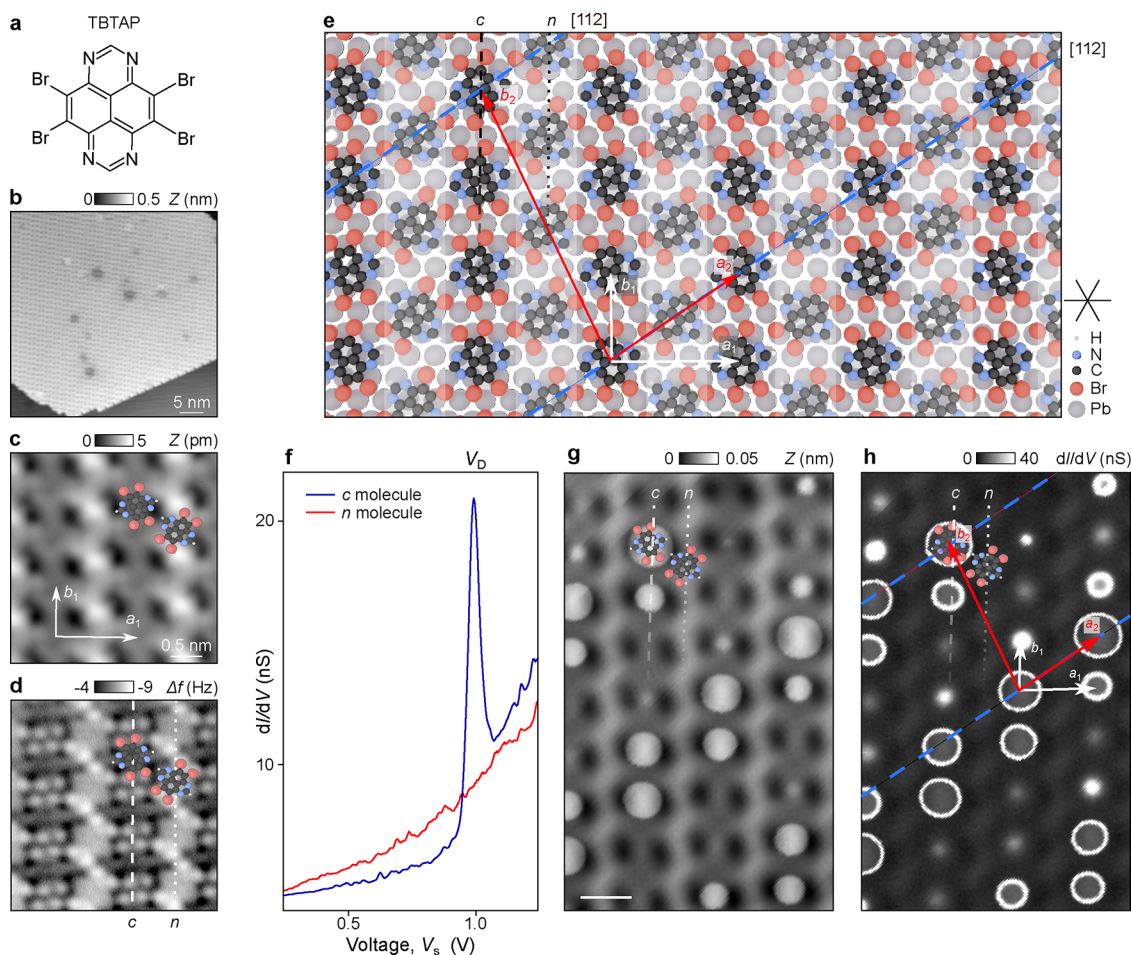 a
TBTAP
N N
Br Br
Br Br
N N
b 0 0.5 Z (nm)
5 nm
c 0 5 Z (pm)
b1
a1
0.5 nm
d -4 -9 Δf (Hz)
c n
e c n [112]
[112]
b2
a2
b1
a1
H
N
C
Br
Pb
f VD
c molecule
n molecule
20
10
dI/dV (nS)
0.5 1.0
Voltage, Vs (V)
g 0 0.05 Z (nm)
c n
h 0 40 dI/dV (nS)
c n
b2
a2
b1
a1